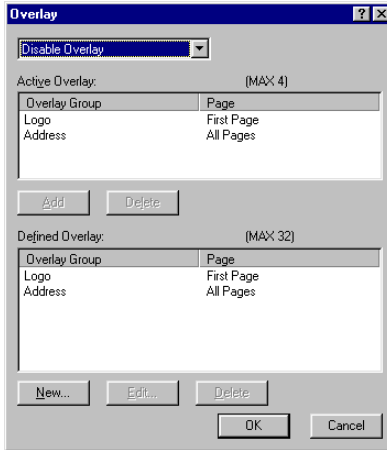 Overlay
Disable Overlay
Active Overlay: (MAX 4)
Overlay Group Page
Logo First Page
Address All Pages
Add Delete
Defined Overlay: (MAX 32)
Overlay Group Page
Logo First Page
Address All Pages
New... Edit... Delete
OK Cancel